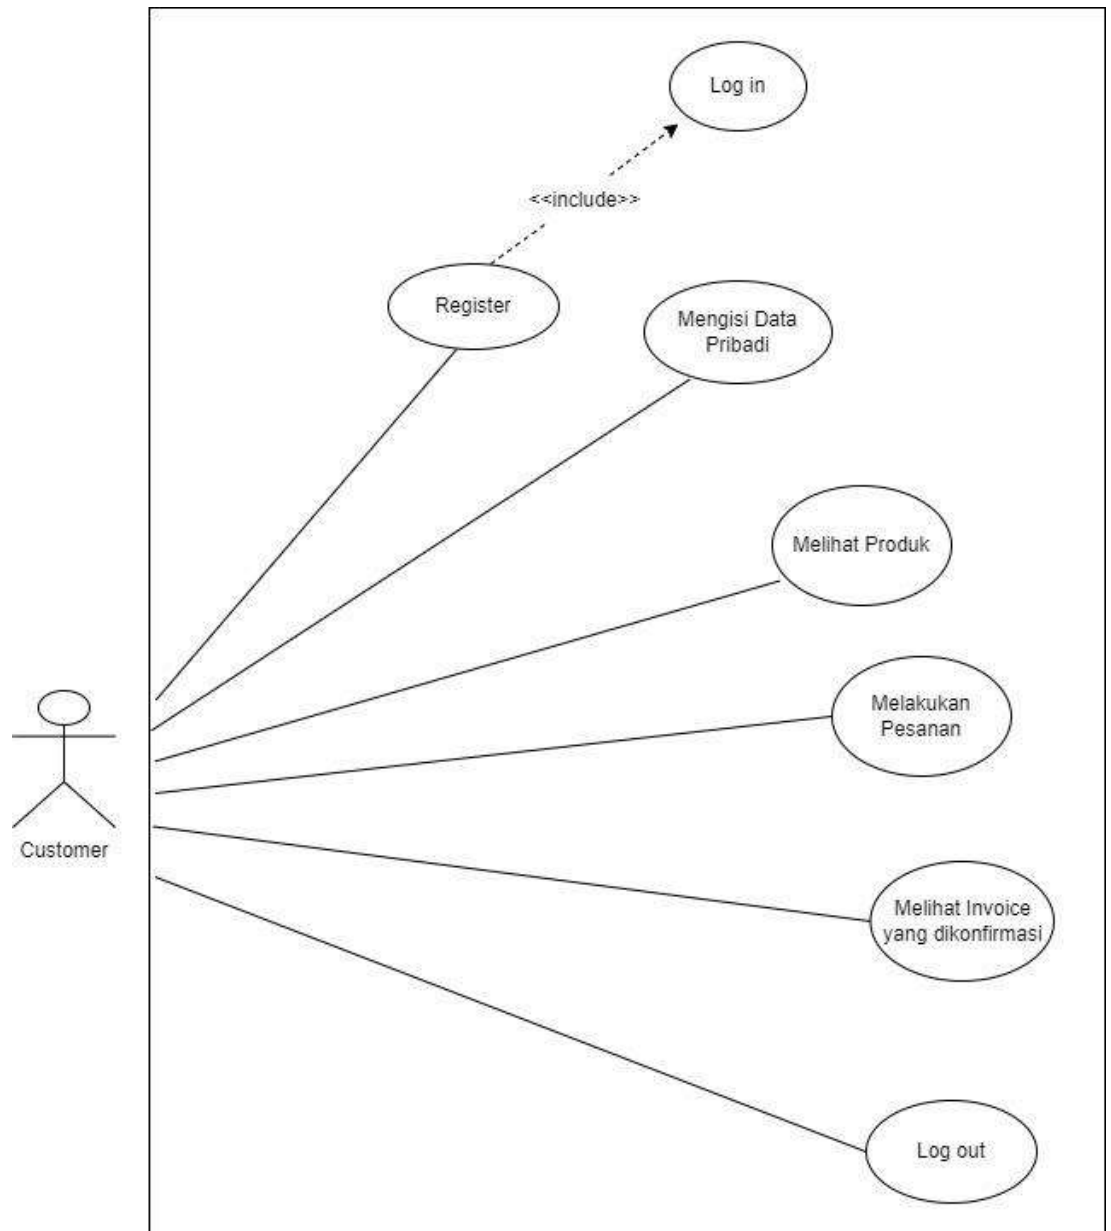 Log in
<<include>>
Register
Mengisi Data
Pribadi
Melihat Produk
Melakukan
Pesanan
Customer
Melihat Invoice
yang dikonfirmasi
Log out